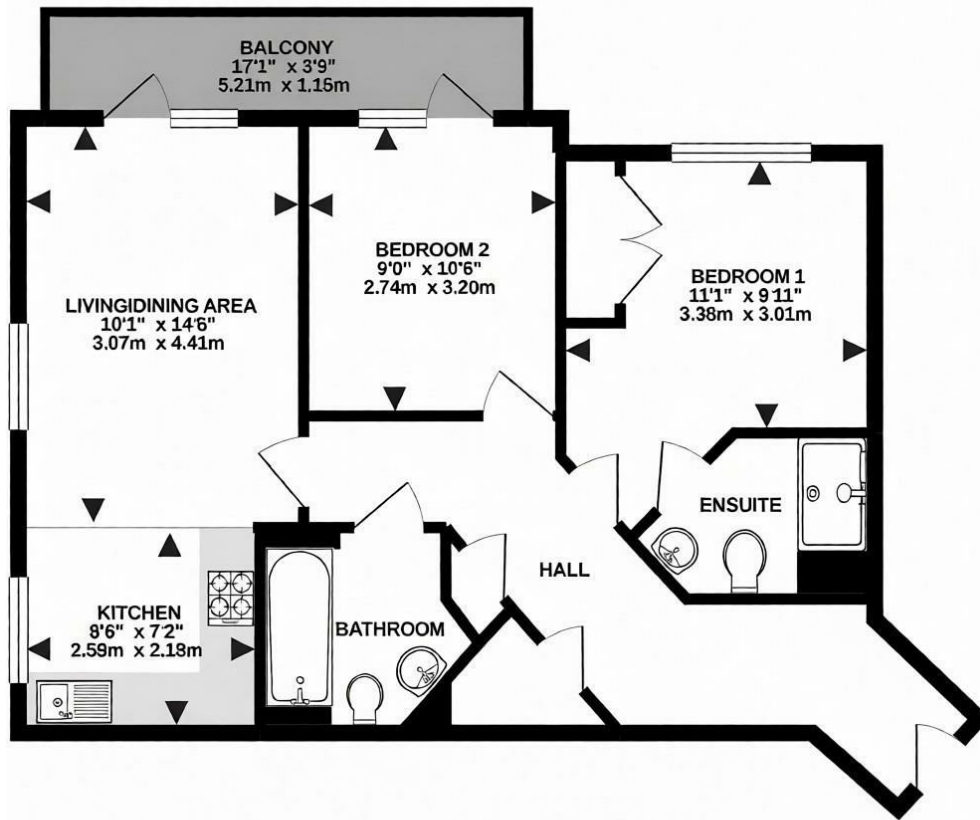 BALCONY
17'1" x 3'9"
5.21m x 1.15m
BEDROOM 2
9'0" x 10'6"
2.74m x 3.20m
BEDROOM 1
11'1" x 9'11"
3.38m x 3.01m
LIVINGIDINING AREA
10'1" x 14'6"
3.07m x 4.41m
ENSUITE
HALL
KITCHEN
8'6" x 7'2"
2.59m x 2.18m
BATHROOM